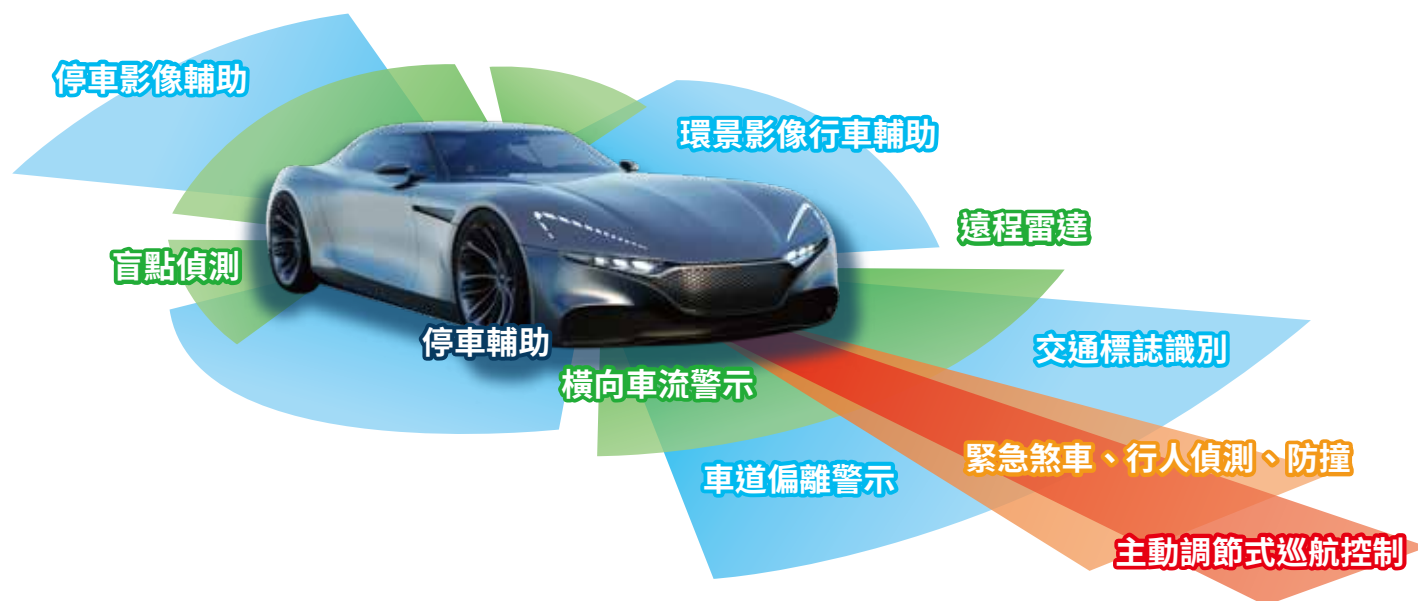 停車影像輔助
環景影像行車輔助
遠程雷達
盲點偵測
停車輔助
交通標誌識別
橫向車流警示
緊急煞車、行人偵測、防撞
車道偏離警示
主動調節式巡航控制